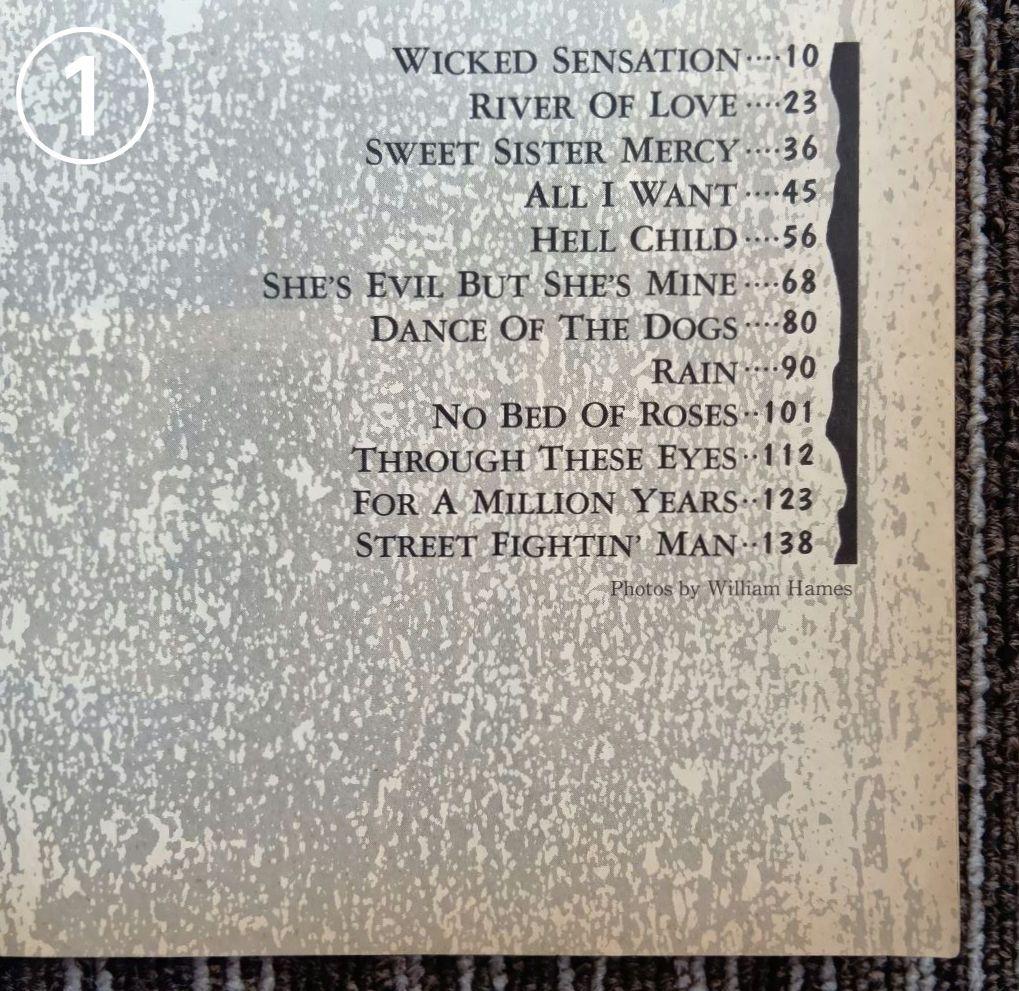 ①
WICKED SENSATION····10
RIVER OF LOVE····23
SWEET SISTER MERCY····36
ALL I WANT····45
HELL CHILD····56
SHE'S EVIL BUT SHE'S MINE····68
DANCE OF THE DOGS····80
RAIN····90
NO BED OF ROSES··101
THROUGH THESE EYES··112
FOR A MILLION YEARS··123
STREET FIGHTIN' MAN··138
Photos by William Hames